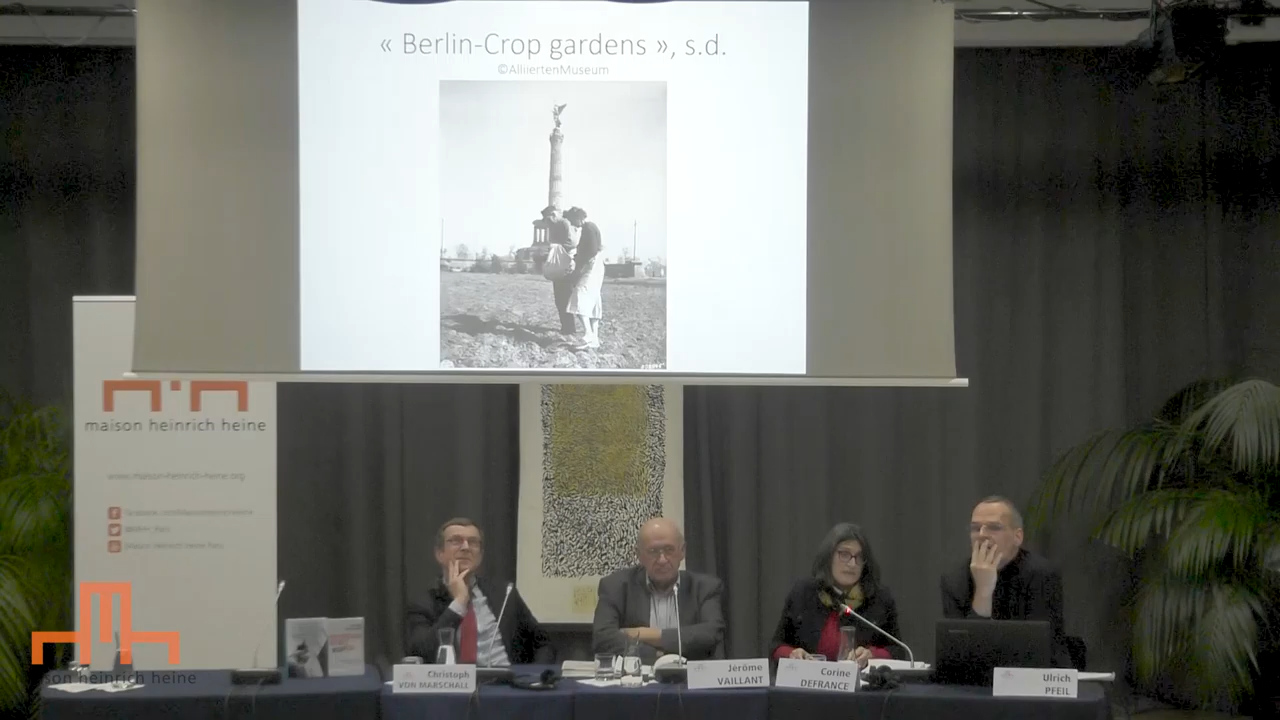 « Berlin-Crop gardens », s.d.
©AlliiertenMuseum
maison heinrich heine
www.maison-heinrich-heine.org
son heinrich heine
Christoph
VON MARSCHALL
Jérôme
VAILLANT
Corine
DEFRANCE
Ulrich
PFEIL